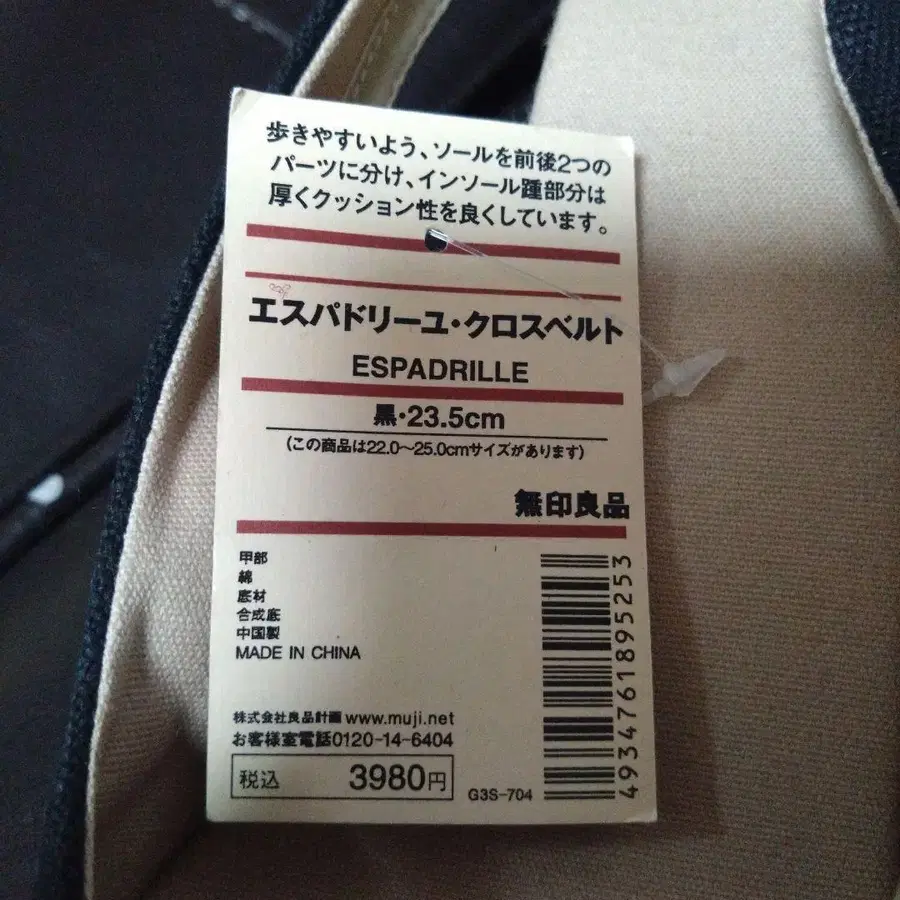 歩きやすいよう、ソールを前後2つの
パーツに分け、インソール踵部分は
厚くクッション性を良くしています。
エスパドリーユ・クロスベルト
ESPADRILLE
黒・23.5cm
(この商品は22.0〜25.0cmサイズがあります)
無印良品
甲部
綿
底材
合成底
中国製
MADE IN CHINA
株式会社良品計画 www.muji.net
お客様室電話0120-14-6404
税込 3980円
G3S-704
4934761895253